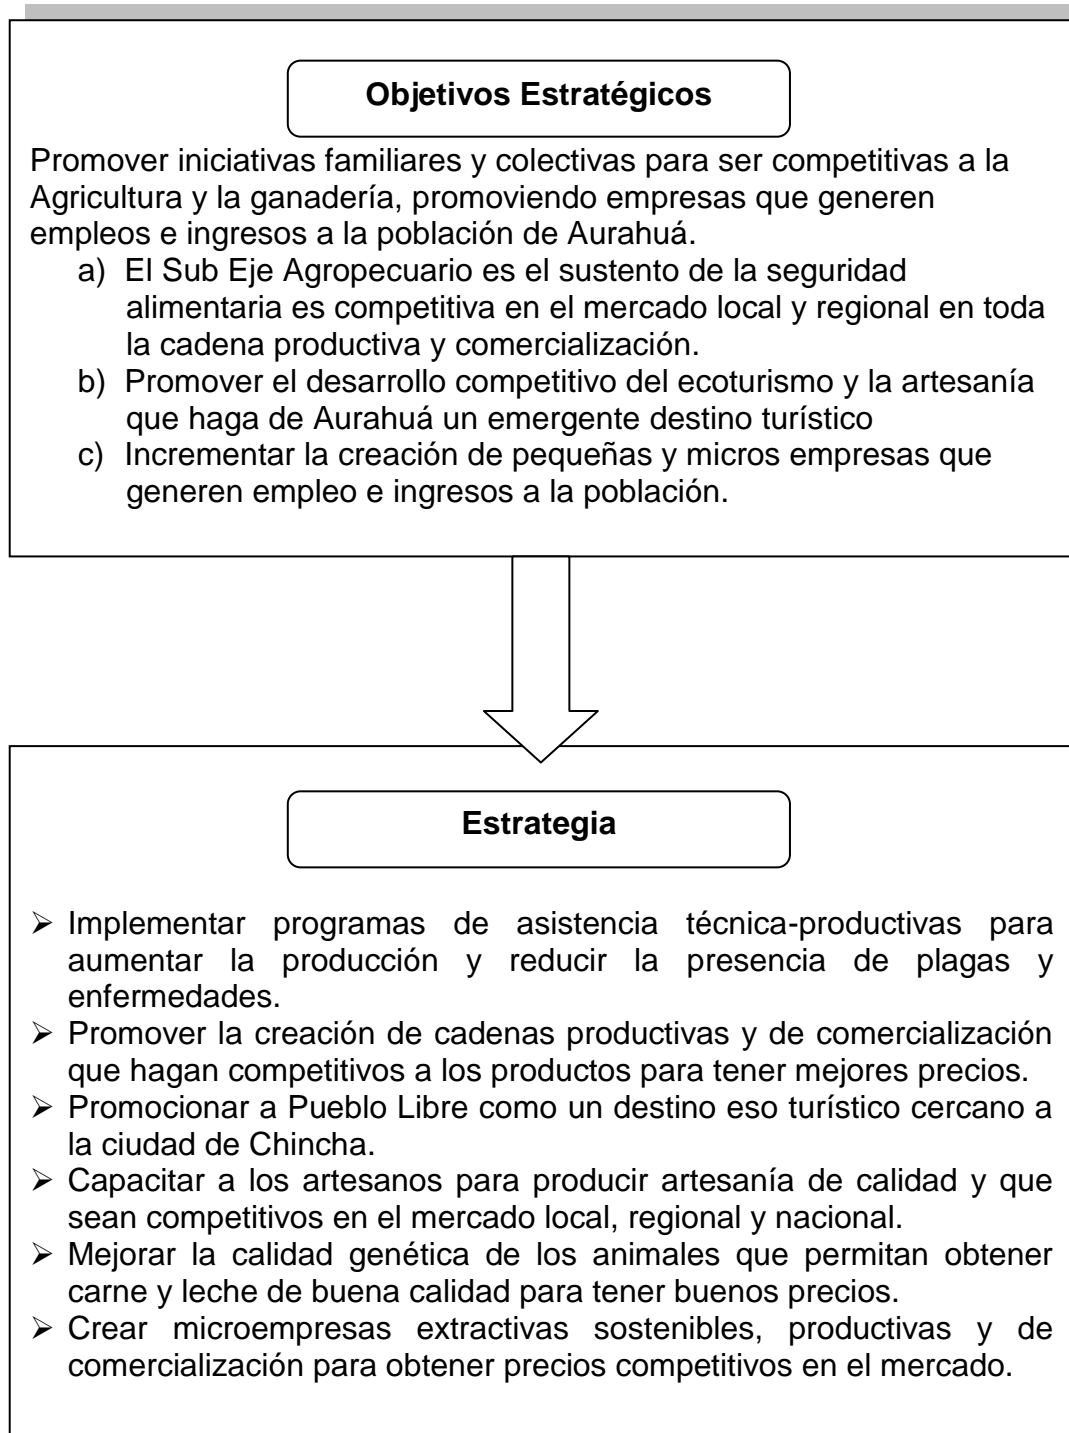 Objetivos Estratégicos
Promover iniciativas familiares y colectivas para ser competitivas a la
Agricultura y la ganadería, promoviendo empresas que generen
empleos e ingresos a la población de Aurahuá.
a) El Sub Eje Agropecuario es el sustento de la seguridad
alimentaria es competitiva en el mercado local y regional en toda
la cadena productiva y comercialización.
b) Promover el desarrollo competitivo del ecoturismo y la artesanía
que haga de Aurahuá un emergente destino turístico
c) Incrementar la creación de pequeñas y micros empresas que
generen empleo e ingresos a la población.
Estrategia
➢ Implementar programas de asistencia técnica-productivas para
aumentar la producción y reducir la presencia de plagas y
enfermedades.
➢ Promover la creación de cadenas productivas y de comercialización
que hagan competitivos a los productos para tener mejores precios.
➢ Promocionar a Pueblo Libre como un destino eso turístico cercano a
la ciudad de Chincha.
➢ Capacitar a los artesanos para producir artesanía de calidad y que
sean competitivos en el mercado local, regional y nacional.
➢ Mejorar la calidad genética de los animales que permitan obtener
carne y leche de buena calidad para tener buenos precios.
➢ Crear microempresas extractivas sostenibles, productivas y de
comercialización para obtener precios competitivos en el mercado.